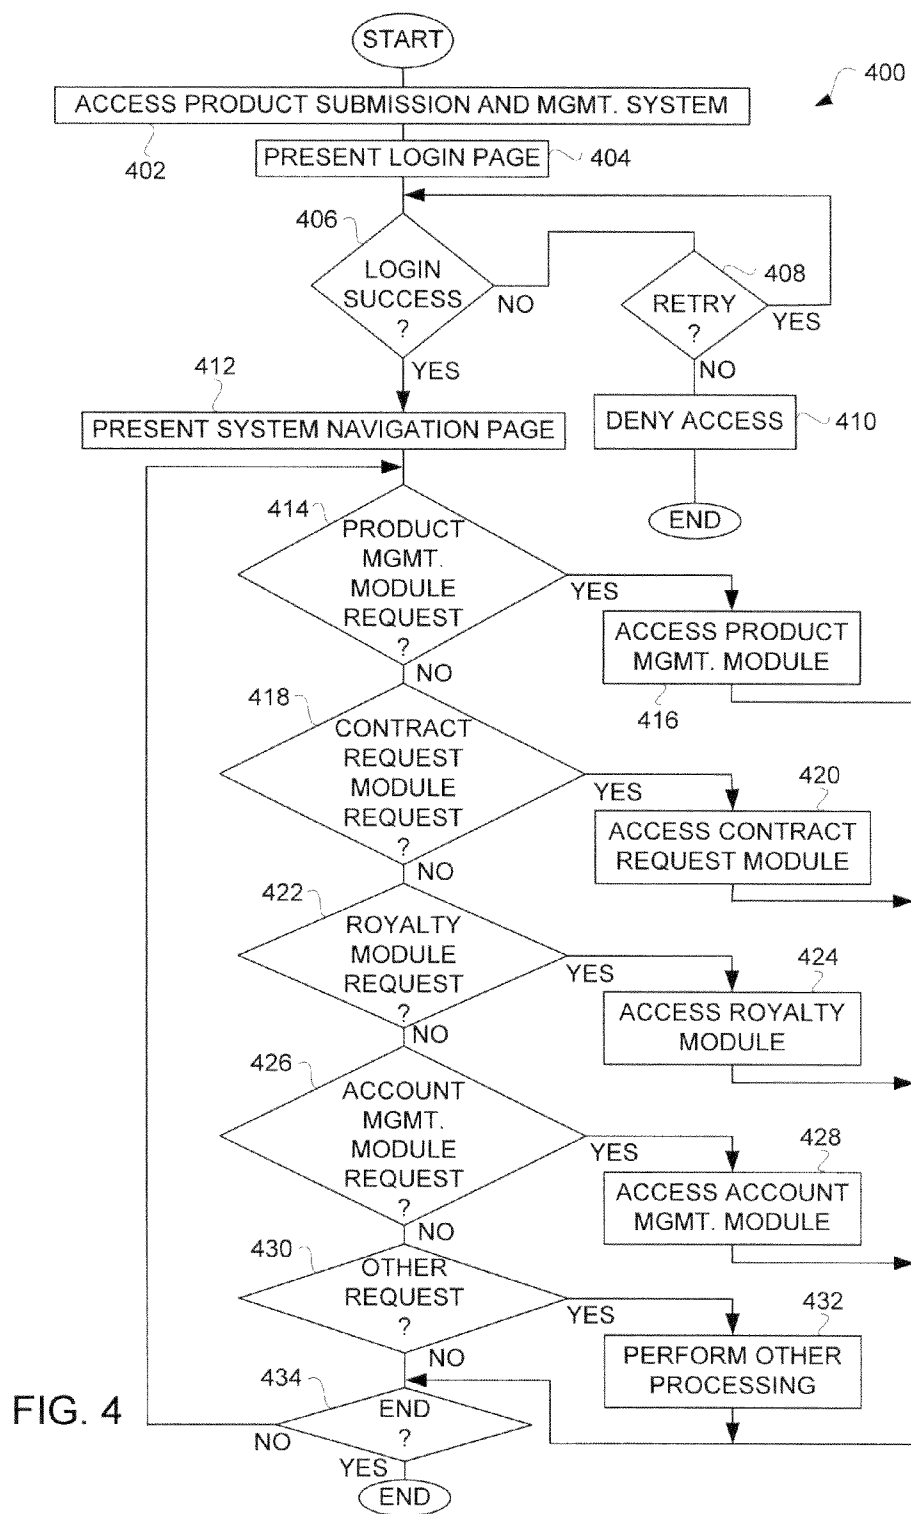 START
400
ACCESS PRODUCT SUBMISSION AND MGMT. SYSTEM
402
PRESENT LOGIN PAGE
404
406
LOGIN
SUCCESS
?
NO
YES
408
RETRY
?
YES
NO
DENY ACCESS
410
END
412
PRESENT SYSTEM NAVIGATION PAGE
414
PRODUCT
MGMT.
MODULE
REQUEST
?
YES
NO
ACCESS PRODUCT
MGMT. MODULE
416
418
CONTRACT
REQUEST
MODULE
REQUEST
?
YES
NO
420
ACCESS CONTRACT
REQUEST MODULE
422
ROYALTY
MODULE
REQUEST
?
YES
NO
424
ACCESS ROYALTY
MODULE
426
ACCOUNT
MGMT.
MODULE
REQUEST
?
YES
NO
428
ACCESS ACCOUNT
MGMT. MODULE
430
OTHER
REQUEST
?
YES
NO
432
PERFORM OTHER
PROCESSING
434
END
?
NO
YES
END
FIG. 4